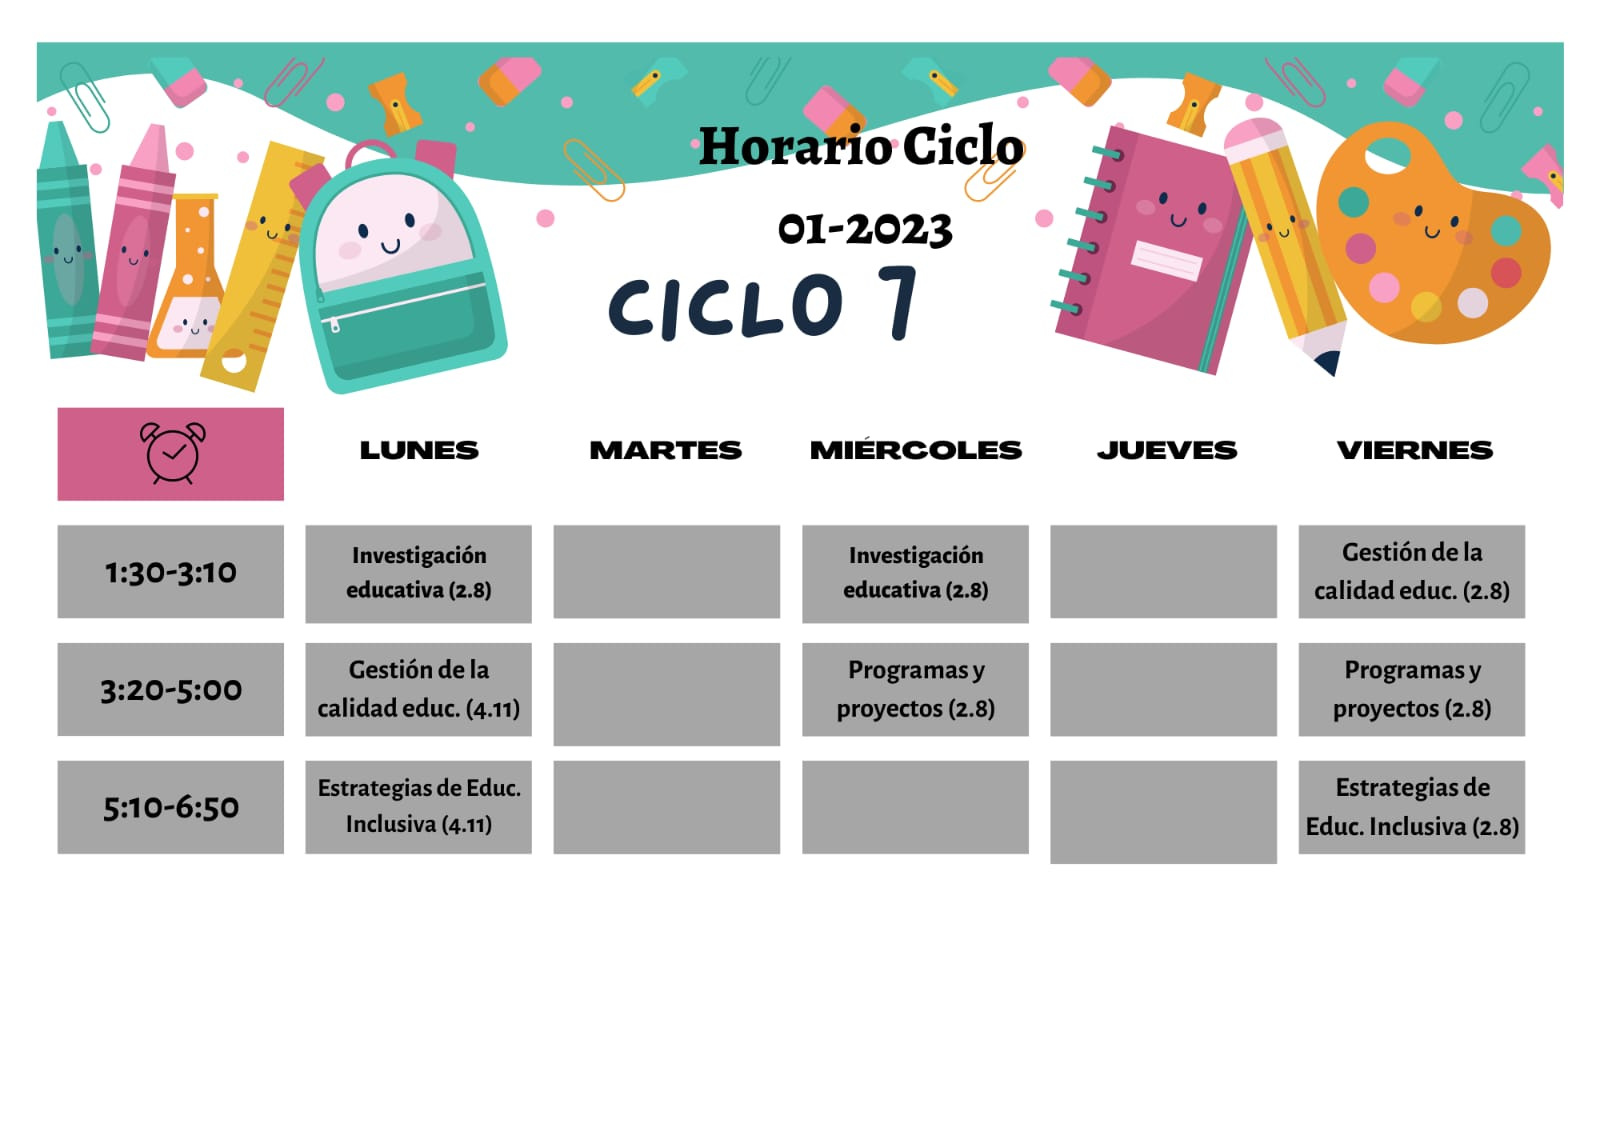 Horario Ciclo
01-2023
CICLO 7
LUNES MARTES MIÉRCOLES JUEVES VIERNES
1:30-3:10
Investigación
educativa (2.8)
Investigación
educativa (2.8)
Gestión de la
calidad educ. (2.8)
3:20-5:00
Gestión de la
calidad educ. (4.11)
Programas y
proyectos (2.8)
Programas y
proyectos (2.8)
5:10-6:50
Estrategias de Educ.
Inclusiva (4.11)
Estrategias de
Educ. Inclusiva (2.8)